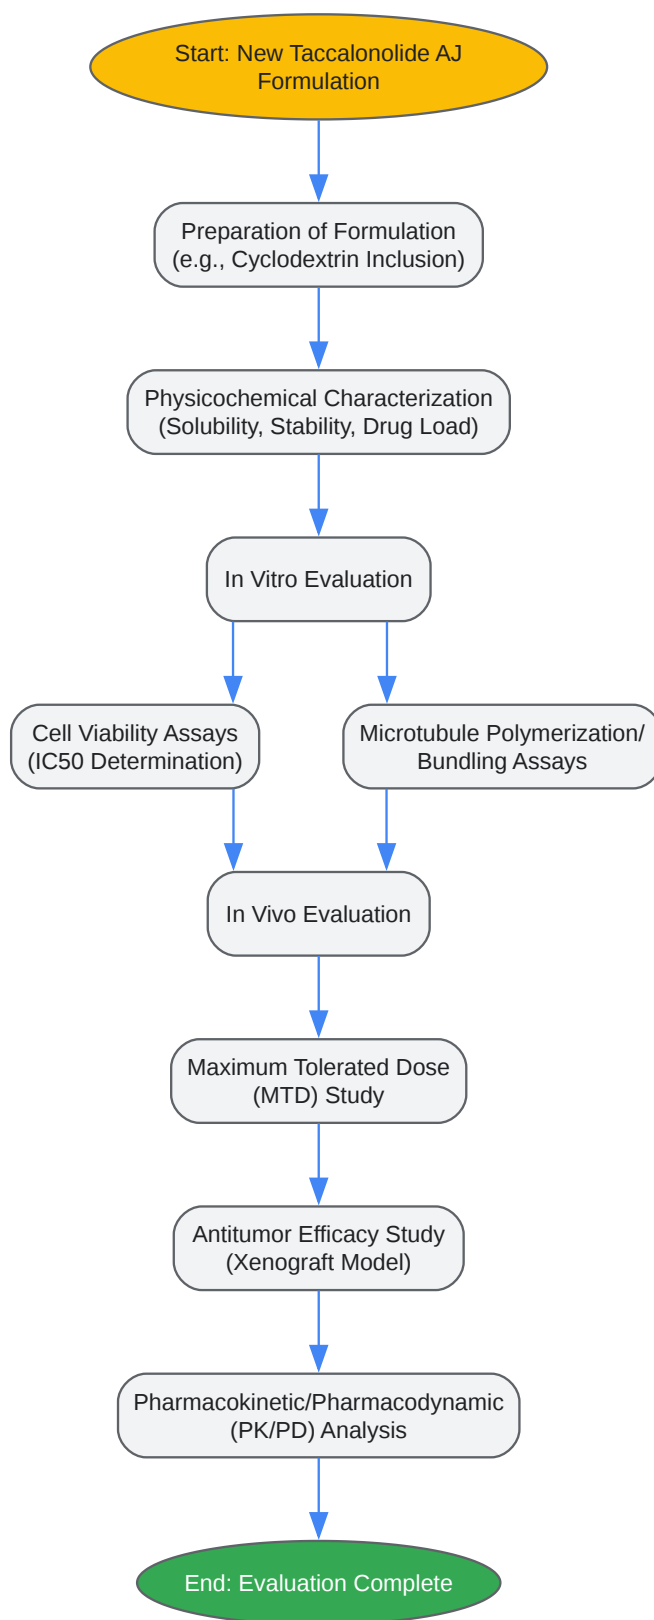 Start: New Taccalonolide AJ
Formulation
Preparation of Formulation
(e.g., Cyclodextrin Inclusion)
Physicochemical Characterization
(Solubility, Stability, Drug Load)
In Vitro Evaluation
Cell Viability Assays
(IC50 Determination)
Microtubule Polymerization/
Bundling Assays
In Vivo Evaluation
Maximum Tolerated Dose
(MTD) Study
Antitumor Efficacy Study
(Xenograft Model)
Pharmacokinetic/Pharmacodynamic
(PK/PD) Analysis
End: Evaluation Complete